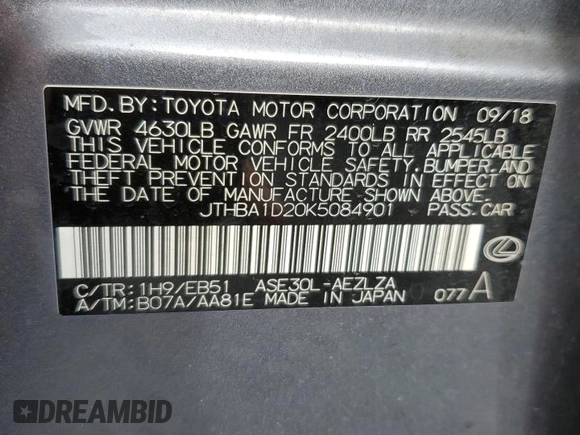 MFD. BY: TOYOTA MOTOR CORPORATION 09/18
GVWR 4630LB GAWR FR 2400LB RR 2545LB
THIS VEHICLE CONFORMS TO ALL APPLICABLE
FEDERAL MOTOR VEHICLE SAFETY, BUMPER, AND
THEFT PREVENTION STANDARDS IN EFFECT ON
THE DATE OF MANUFACTURE SHOWN ABOVE.
JTHBA1D20K5084901 PASS. CAR
C/TR: 1H9/EB51 ASE30L-AEZLZA
A/TM: B07A/AA81E MADE IN JAPAN 077A
DREAMBID